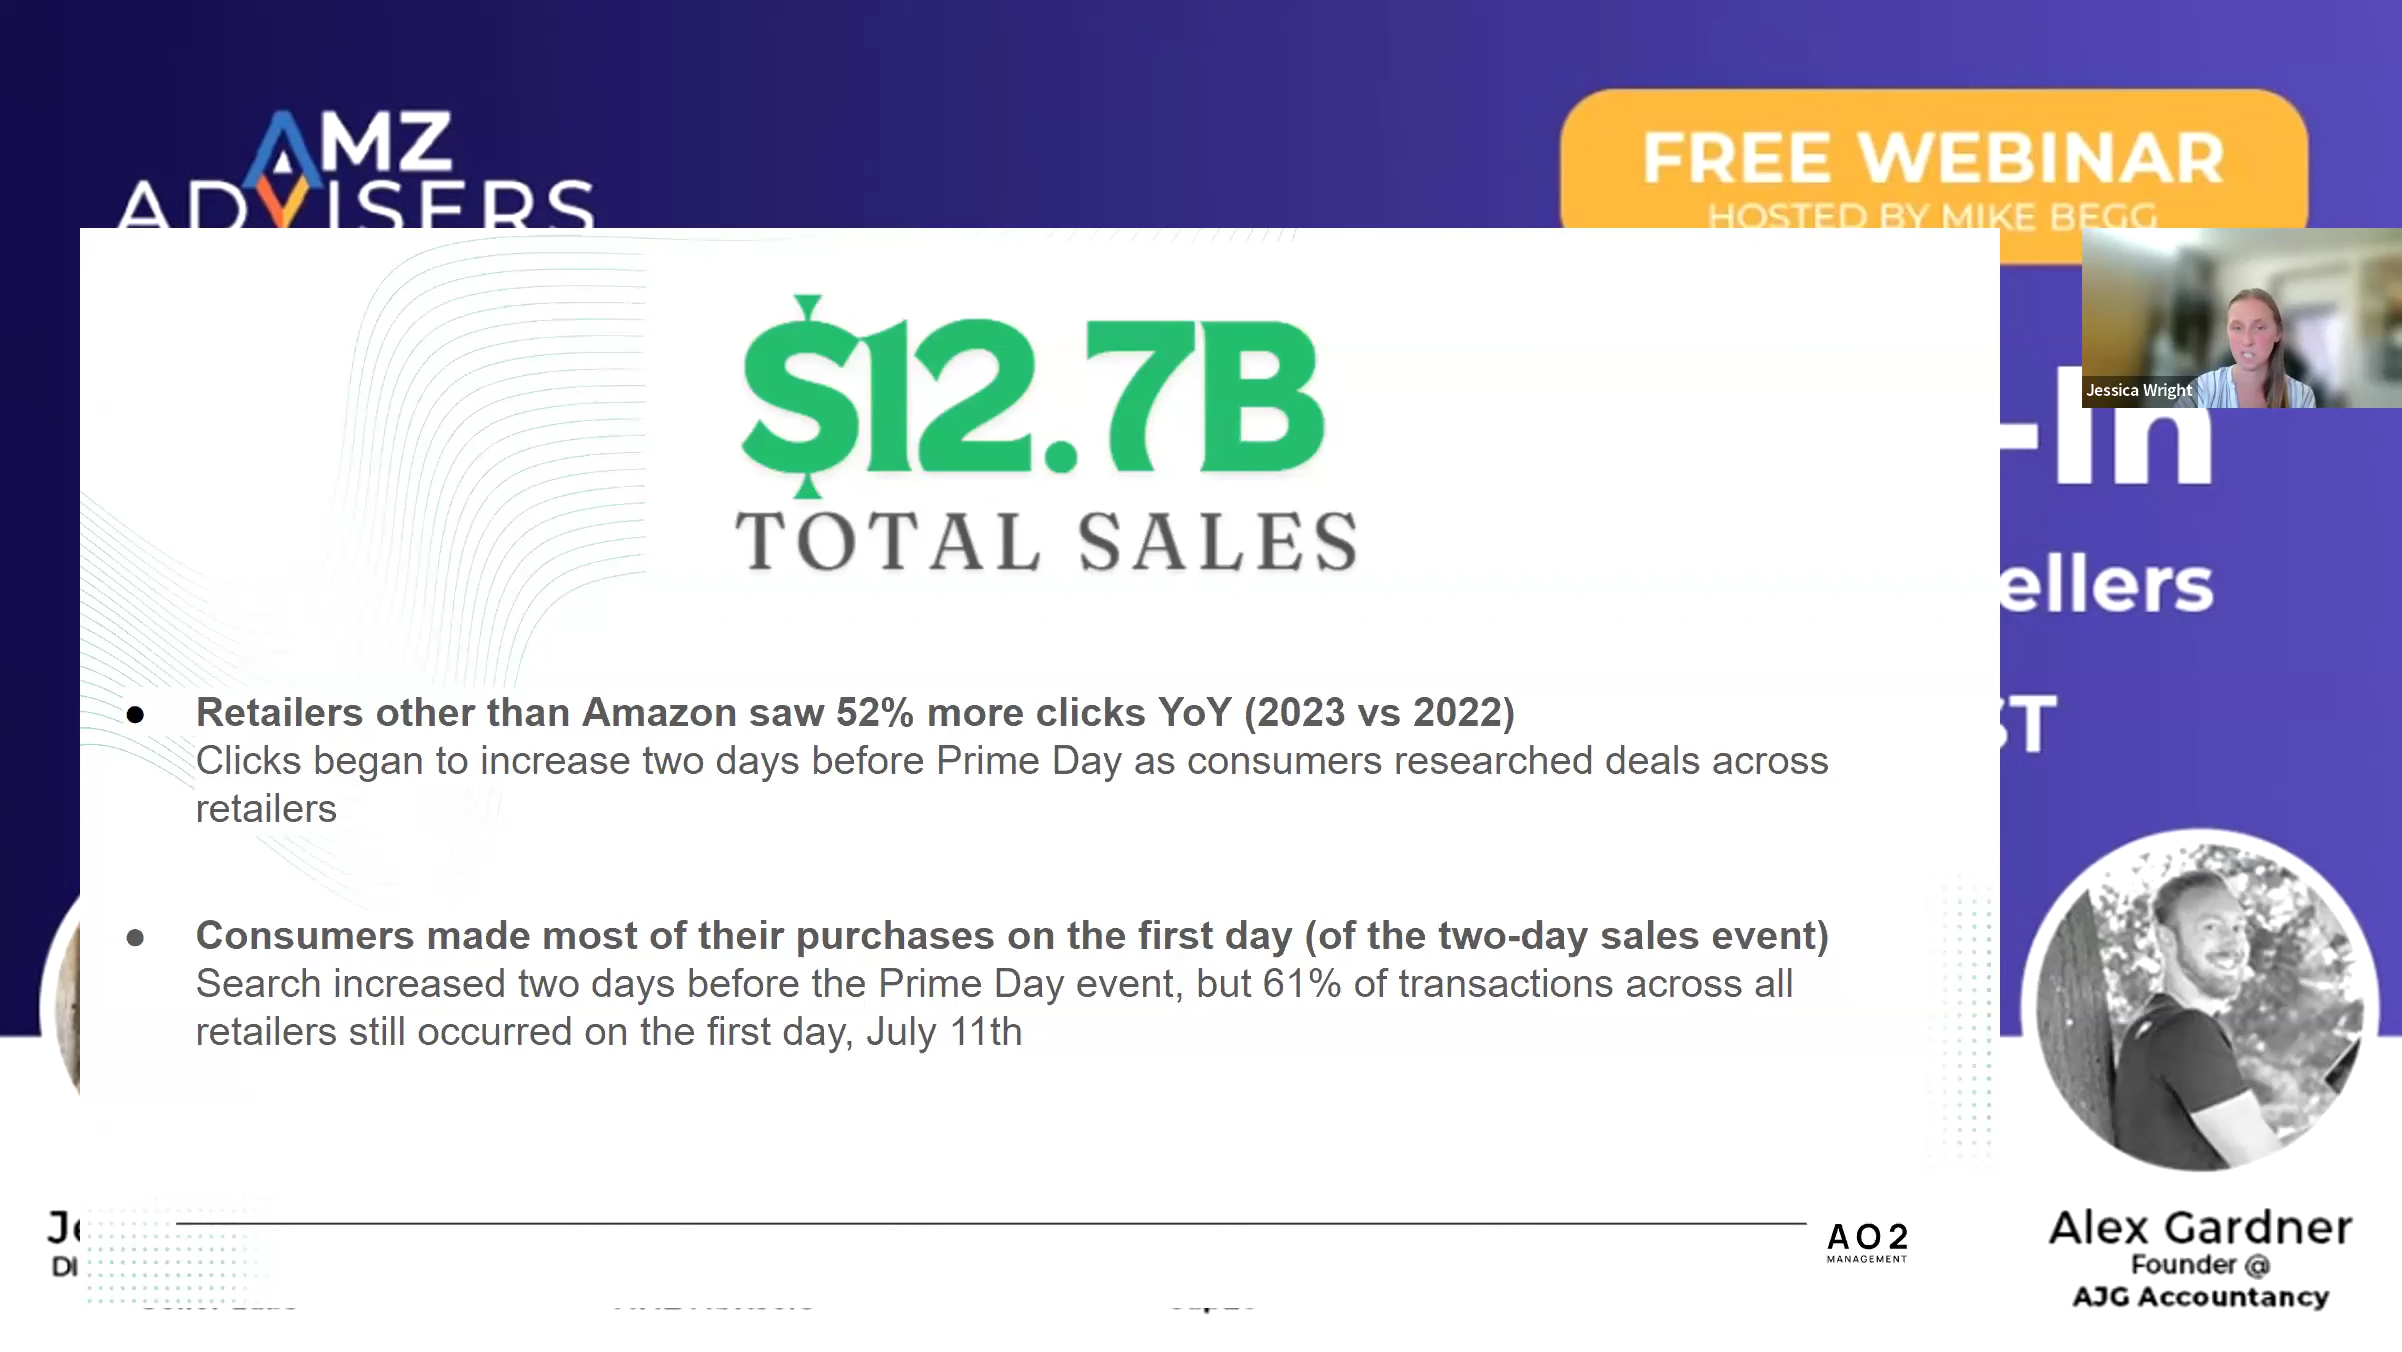 AMZ
ADVISERS
FREE WEBINAR
HOSTED BY MIKE BEGG
$12.7B
TOTAL SALES
Jessica Wright
-In
ellers
ST
● Retailers other than Amazon saw 52% more clicks YoY (2023 vs 2022)
Clicks began to increase two days before Prime Day as consumers researched deals across
retailers
● Consumers made most of their purchases on the first day (of the two-day sales event)
Search increased two days before the Prime Day event, but 61% of transactions across all
retailers still occurred on the first day, July 11th
AO2
MANAGEMENT
Je
DI
Alex Gardner
Founder @
AJG Accountancy